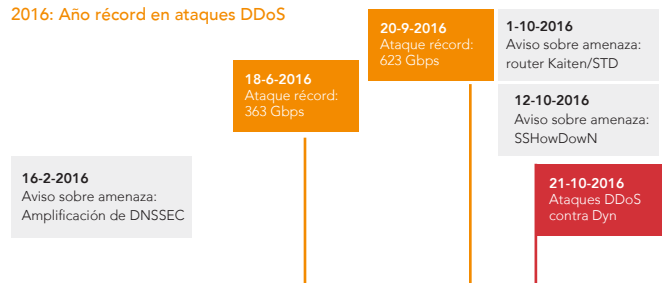 2016: Año récord en ataques DDoS
16-2-2016
Aviso sobre amenaza:
Amplificación de DNSSEC
18-6-2016
Ataque récord:
363 Gbps
20-9-2016
Ataque récord:
623 Gbps
1-10-2016
Aviso sobre amenaza:
router Kaiten/STD
12-10-2016
Aviso sobre amenaza:
SSHowDowN
21-10-2016
Ataques DDoS
contra Dyn